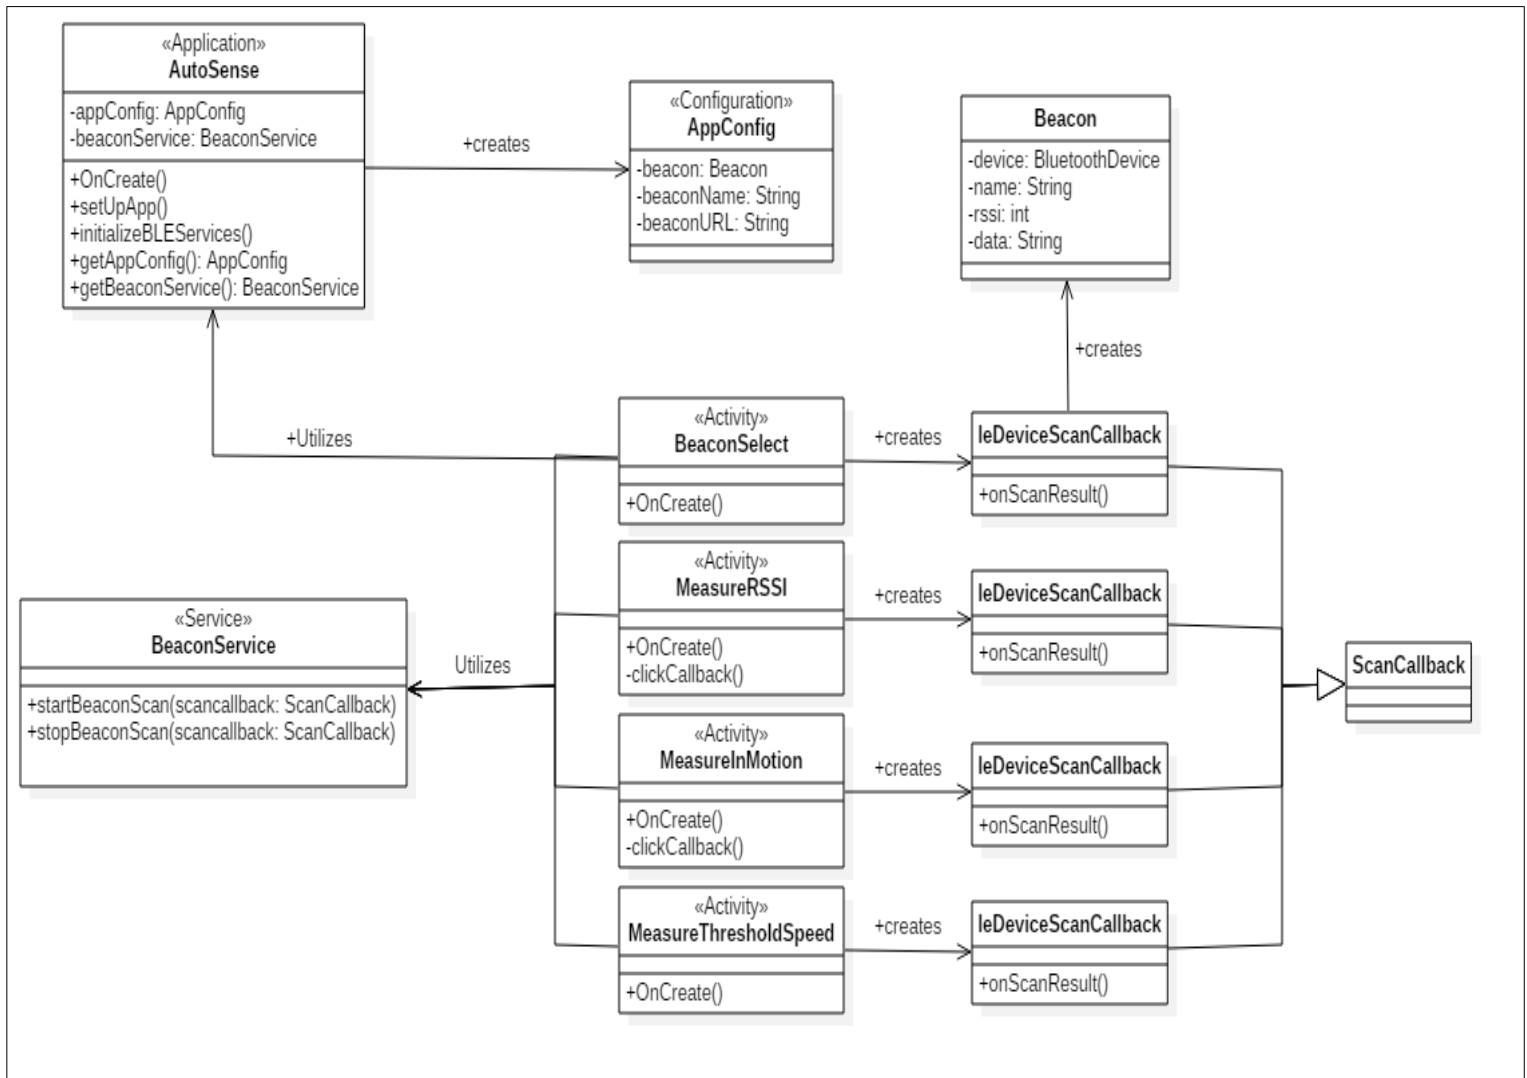 «Application»
AutoSense
-appConfig: AppConfig
-beaconService: BeaconService
+OnCreate()
+setUpApp()
+initializeBLEServices()
+getAppConfig(): AppConfig
+getBeaconService(): BeaconService
+creates
«Configuration»
AppConfig
-beacon: Beacon
-beaconName: String
-beaconURL: String
Beacon
-device: BluetoothDevice
-name: String
-rssi: int
-data: String
+creates
+Utilizes
«Activity»
BeaconSelect
+OnCreate()
+creates
leDeviceScanCallback
+onScanResult()
«Activity»
MeasureRSSI
+OnCreate()
-clickCallback()
+creates
leDeviceScanCallback
+onScanResult()
«Service»
BeaconService
+startBeaconScan(scancallback: ScanCallback)
+stopBeaconScan(scancallback: ScanCallback)
Utilizes
ScanCallback
«Activity»
MeasureInMotion
+OnCreate()
-clickCallback()
+creates
leDeviceScanCallback
+onScanResult()
«Activity»
MeasureThresholdSpeed
+OnCreate()
+creates
leDeviceScanCallback
+onScanResult()